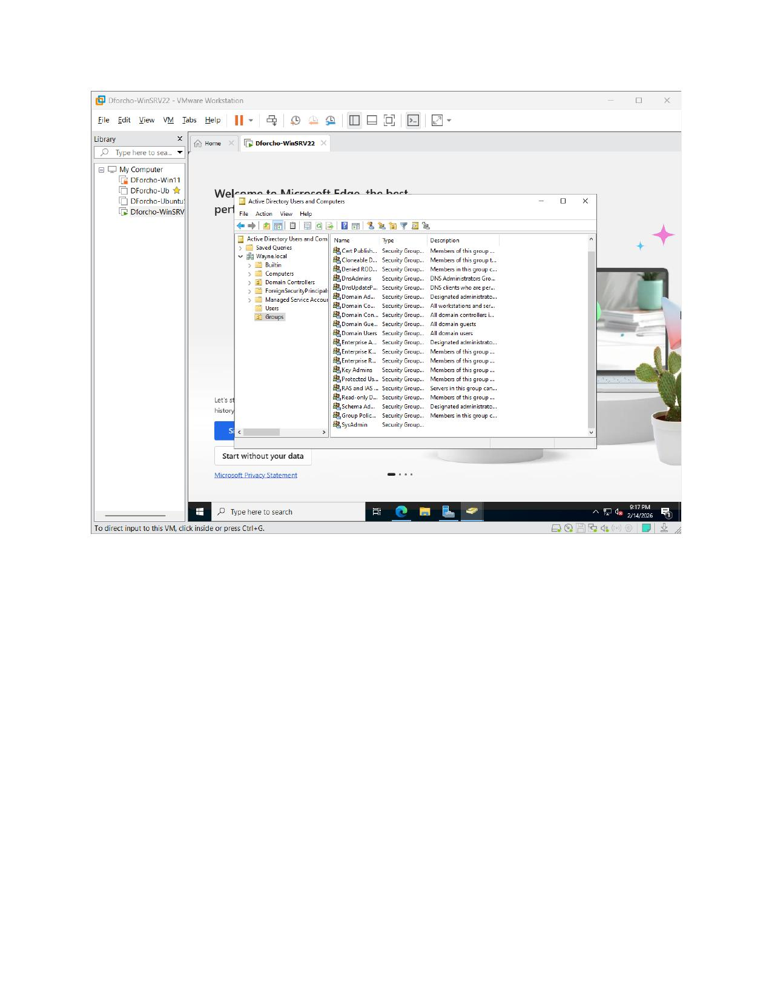 Dforcho-WinSRV22 - VMware Workstation
File Edit View VM Tabs Help
Library
Type here to sea...
My Computer
DForcho-Win11
DForcho-Ub
DForcho-Ubuntu
Dforcho-WinSRV
Home
Dforcho-WinSRV22
Welcome to Microsoft Edge, the best-
perf
Active Directory Users and Computers
File Action View Help
Active Directory Users and Com
Saved Queries
Wayne.local
Builtin
Computers
Domain Controllers
ForeignSecurityPrincipals
Managed Service Accour
Users
Groups
Name Type Description
Cert Publish... Security Group... Members of this group ...
Cloneable D... Security Group... Members of this group t...
Denied ROD... Security Group... Members in this group c...
DnsAdmins Security Group... DNS Administrators Gro...
DnsUpdateP... Security Group... DNS clients who are per...
Domain Ad... Security Group... Designated administrato...
Domain Co... Security Group... All workstations and ser...
Domain Con... Security Group... All domain controllers i...
Domain Gue... Security Group... All domain guests
Domain Users Security Group... All domain users
Enterprise A... Security Group... Designated administrato...
Enterprise K... Security Group... Members of this group ...
Enterprise R... Security Group... Members of this group ...
Key Admins Security Group... Members of this group ...
Protected Us... Security Group... Members of this group ...
RAS and IAS ... Security Group... Servers in this group can...
Read-only D... Security Group... Members of this group ...
Schema Ad... Security Group... Designated administrato...
Group Polic... Security Group... Members in this group c...
SysAdmin Security Group...
Let's st
history
Si
Start without your data
Microsoft Privacy Statement
Type here to search
9:17 PM
2/14/2026
1
To direct input to this VM, click inside or press Ctrl+G.